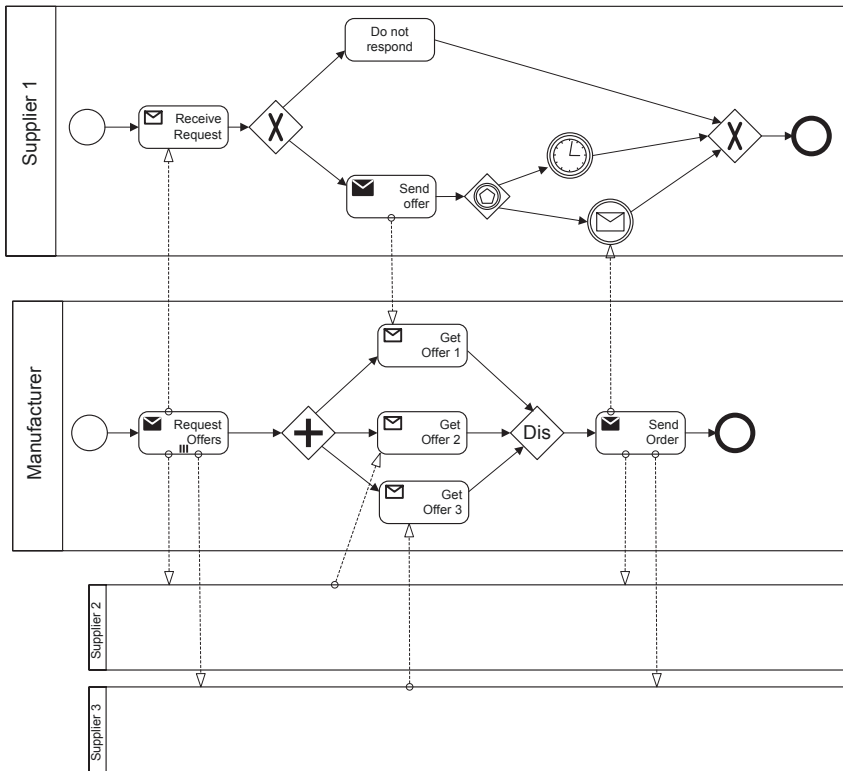 Supplier 1
Do not
respond
Receive
Request
X
X
Send
offer
Manufacturer
Get
Offer 1
Request
Offers
Get
Offer 2
Dis
Send
Order
Get
Offer 3
Supplier 2
Supplier 3